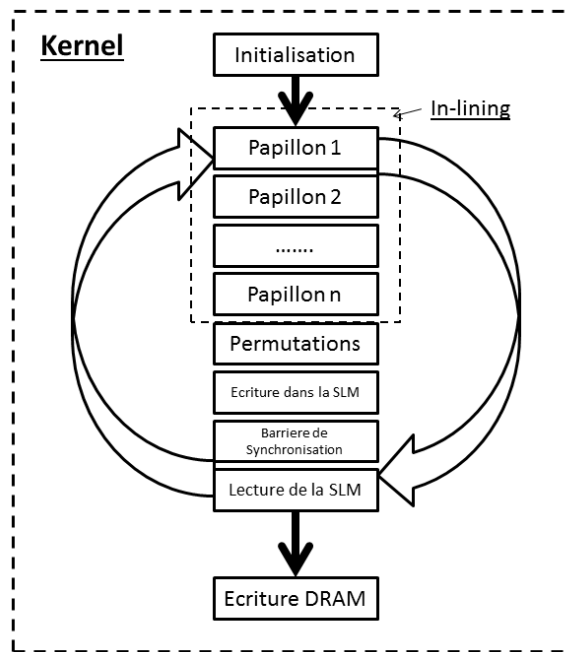 Kernel
Initialisation
In-lining
Papillon 1
Papillon 2
.......
Papillon n
Permutations
Ecriture dans la SLM
Barriere de
Synchronisation
Lecture de la SLM
Ecriture DRAM